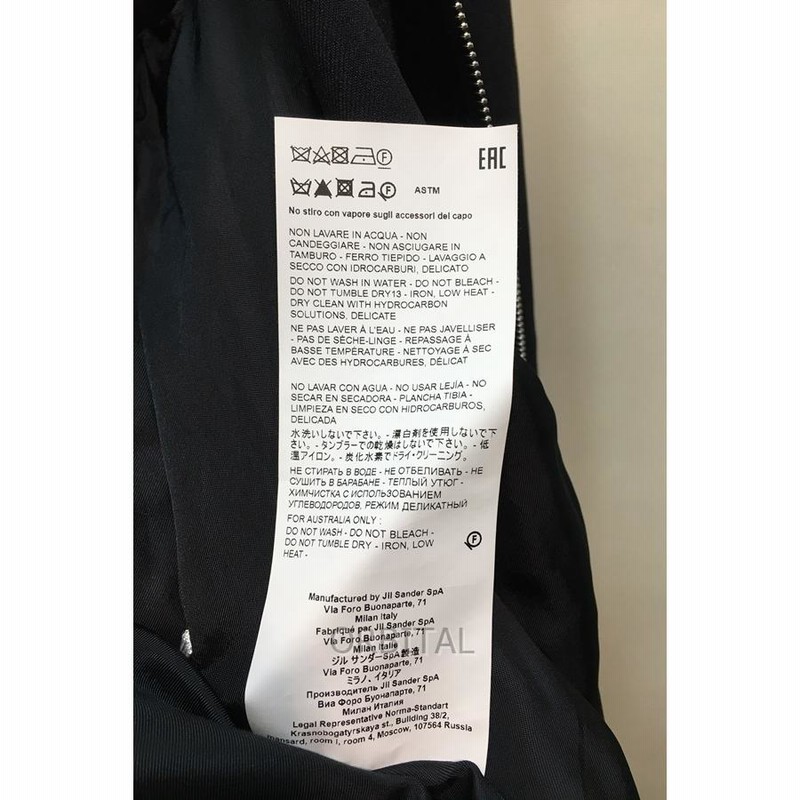 F EAC
F ASTM
No stiro con vapore sugli accessori del capo
NON LAVARE IN ACQUA - NON
CANDEGGIARE - NON ASCIUGARE IN
TAMBURO - FERRO TIEPIDO - LAVAGGIO A
SECCO CON IDROCARBURI, DELICATO
DO NOT WASH IN WATER - DO NOT BLEACH -
DO NOT TUMBLE DRY13 - IRON, LOW HEAT -
DRY CLEAN WITH HYDROCARBON
SOLUTIONS, DELICATE
NE PAS LAVER À L'EAU - NE PAS JAVELLISER
- PAS DE SÈCHE-LINGE - REPASSAGE À
BASSE TEMPÉRATURE - NETTOYAGE À SEC
AVEC DES HYDROCARBURES, DÉLICAT
NO LAVAR CON AGUA - NO USAR LEJÍA - NO
SECAR EN SECADORA - PLANCHA TIBIA -
LIMPIEZA EN SECO CON HIDROCARBUROS,
DELICADA
水洗いしないで下さい。- 漂白剤を使用しないで下
さい。- タンブラーでの乾燥はしないで下さい。- 低
温アイロン。- 炭化水素でドライ・クリーニング。
НЕ СТИРАТЬ В ВОДЕ - НЕ ОТБЕЛИВАТЬ - НЕ
СУШИТЬ В БАРАБАНЕ - ТЕПЛЫЙ УТЮГ -
ХИМЧИСТКА С ИСПОЛЬЗОВАНИЕМ
УГЛЕВОДОРОДОВ, РЕЖИМ ДЕЛИКАТНЫЙ
FOR AUSTRALIA ONLY :
DO NOT WASH - DO NOT BLEACH -
DO NOT TUMBLE DRY - IRON, LOW F
HEAT -
Manufactured by Jil Sander SpA
Via Foro Buonaparte, 71
Milan Italy
Fabriqué par Jil Sander SpA
Via Foro Buonaparte, 71
ORBITAL
Milan Italie
ジル サンダーSpA製造
Via Foro Buonaparte, 71
ミラノ、イタリア
Производитель Jil Sander SpA
Виа Форо Буонапарте, 71
Милан Италия
Legal Representative Norma-Standart
Krasnobogatyrskaya st., Building 38/2,
mansard, room I, room 4, Moscow, 107564 Russia